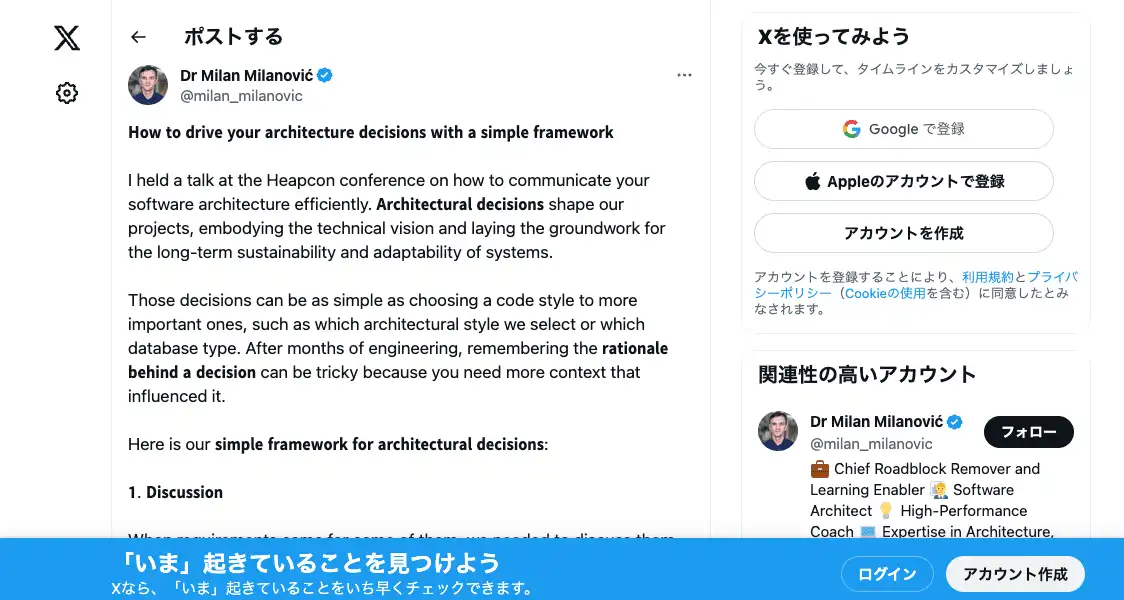 ポストする
Dr Milan Milanović
@milan_milanovic
How to drive your architecture decisions with a simple framework
I held a talk at the Heapcon conference on how to communicate your
software architecture efficiently. Architectural decisions shape our
projects, embodying the technical vision and laying the groundwork for
the long-term sustainability and adaptability of systems.
Those decisions can be as simple as choosing a code style to more
important ones, such as which architectural style we select or which
database type. After months of engineering, remembering the rationale
behind a decision can be tricky because you need more context that
influenced it.
Here is our simple framework for architectural decisions:
1. Discussion
Xを使ってみよう
今すぐ登録して、タイムラインをカスタマイズしましょ
う。
Google で登録
Appleのアカウントで登録
アカウントを作成
アカウントを登録することにより、利用規約とプライバ
シーポリシー（Cookieの使用を含む）に同意したとみ
なされます。
関連性の高いアカウント
Dr Milan Milanović
@milan_milanovic
フォロー
Chief Roadblock Remover and
Learning Enabler Software
Architect High-Performance
Coach Expertise in Architecture,
「いま」起きていることを見つけよう
Xなら、「いま」起きていることをいち早くチェックできます。
ログイン
アカウント作成